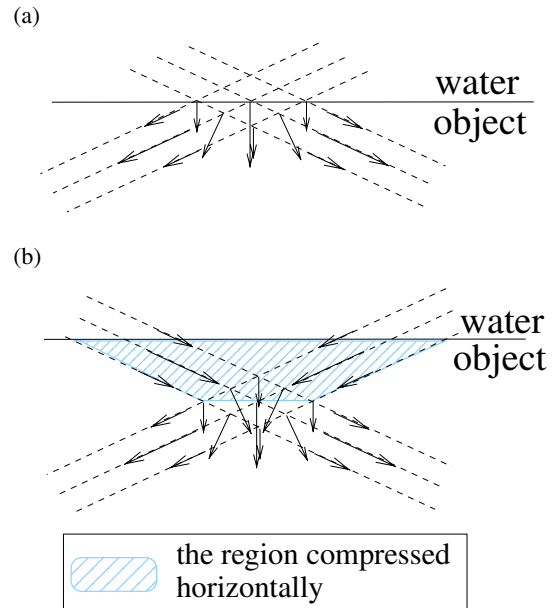 (a)
water
object
(b)
water
object
the region compressed
horizontally